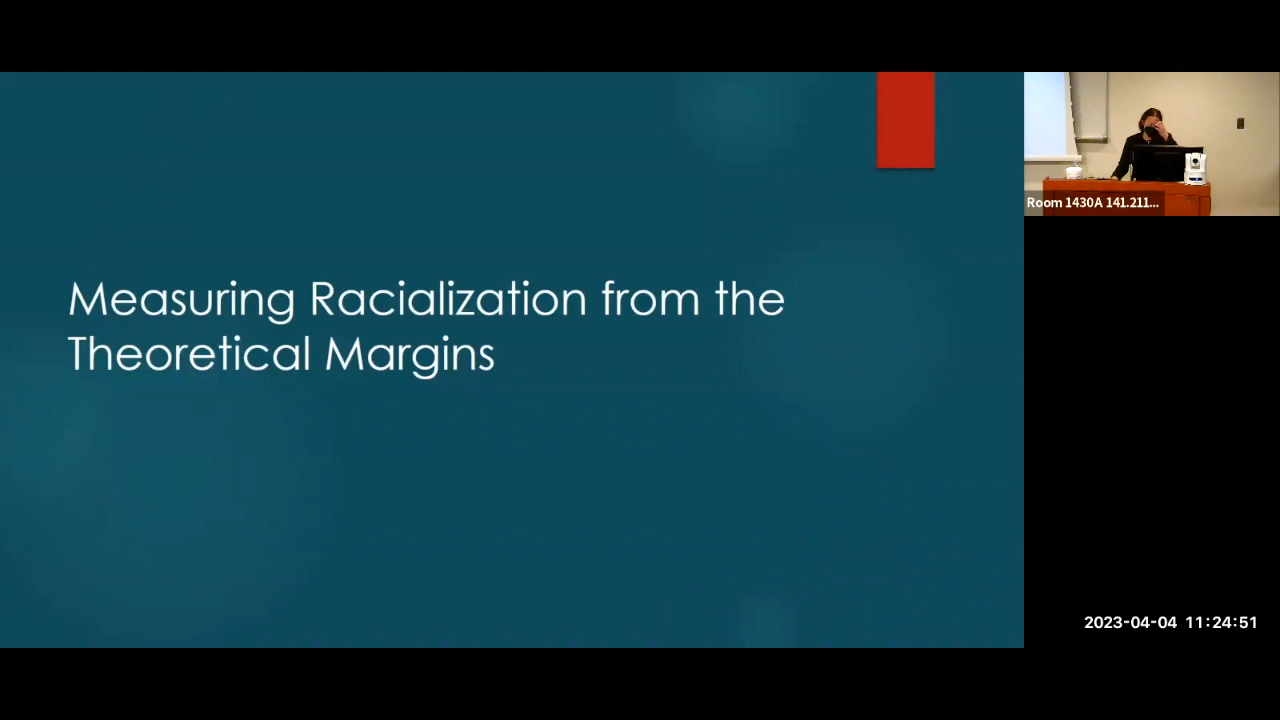 Measuring Racialization from the
Theoretical Margins
Room 1430A 141.211...
2023-04-04 11:24:51